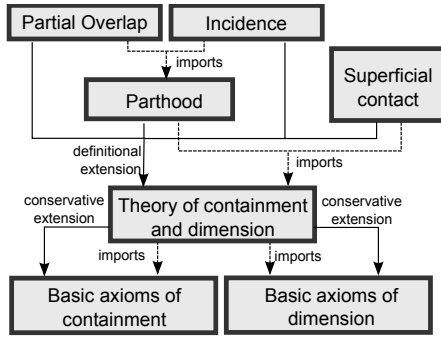 Partial Overlap
Incidence
imports
Superficial
contact
Parthood
definitional
extension
imports
conservative
extension
Theory of containment
and dimension
conservative
extension
imports
imports
Basic axioms of
containment
Basic axioms of
dimension